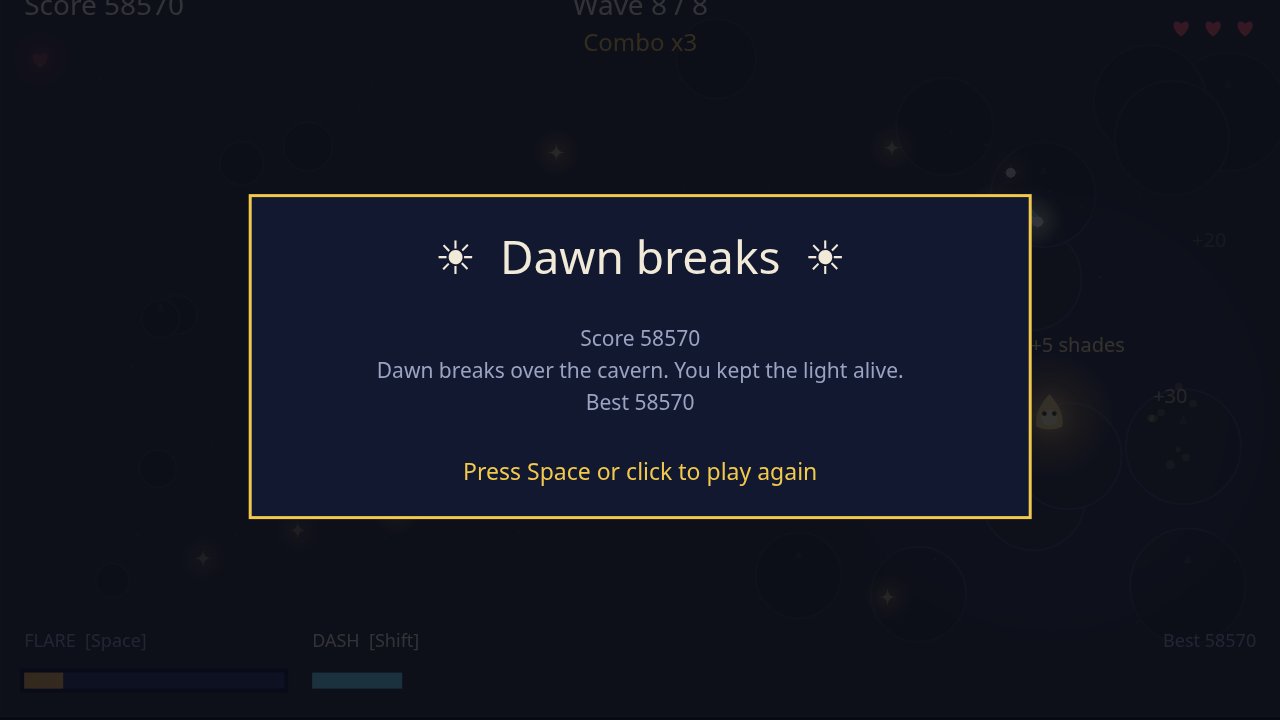 Score 58570
Wave 8 / 8
Combo x3
+20
☀ Dawn breaks ☀
Score 58570
Dawn breaks over the cavern. You kept the light alive.
Best 58570
Press Space or click to play again
+5 shades
+30
FLARE [Space]
DASH [Shift]
Best 58570